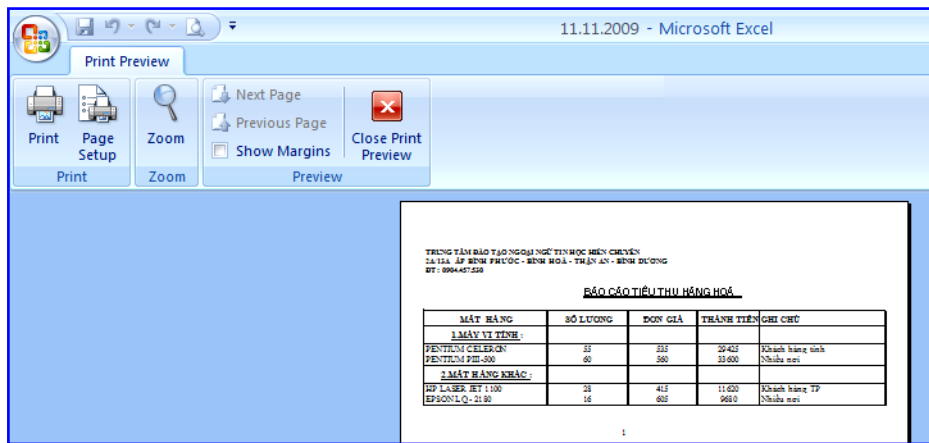 11.11.2009 - Microsoft Excel
Print Preview
Print
Page Setup
Zoom
Next Page
Previous Page
Show Margins
Close Print Preview
Print
Zoom
Preview
TRUNG TÂM ĐÀO TẠO NGOẠI NGỮ TIN HỌC HIÊN CHUYÊN
2A/13A ẤP BÌNH PHƯỚC - BÌNH HOÀ - THẬN AN - BÌNH DƯƠNG
ĐT : 0904.457.530
BÁO CÁO TIÊU THU HÀNG HOÁ
MẶT HÀNG SỐ LƯỢNG ĐƠN GIÁ THÀNH TIỀN GHI CHÚ
1.MÁY VI TÍNH :
PENTIUM CELERON 55 535 29425 Khách hàng tỉnh
PENTIUM PIII-500 60 560 33600 Nhiều nơi
2.MẶT HÀNG KHÁC :
HP LASER JET 1100 28 415 11620 Khách hàng TP
EPSON LQ - 2180 16 605 9680 Nhiều nơi
1